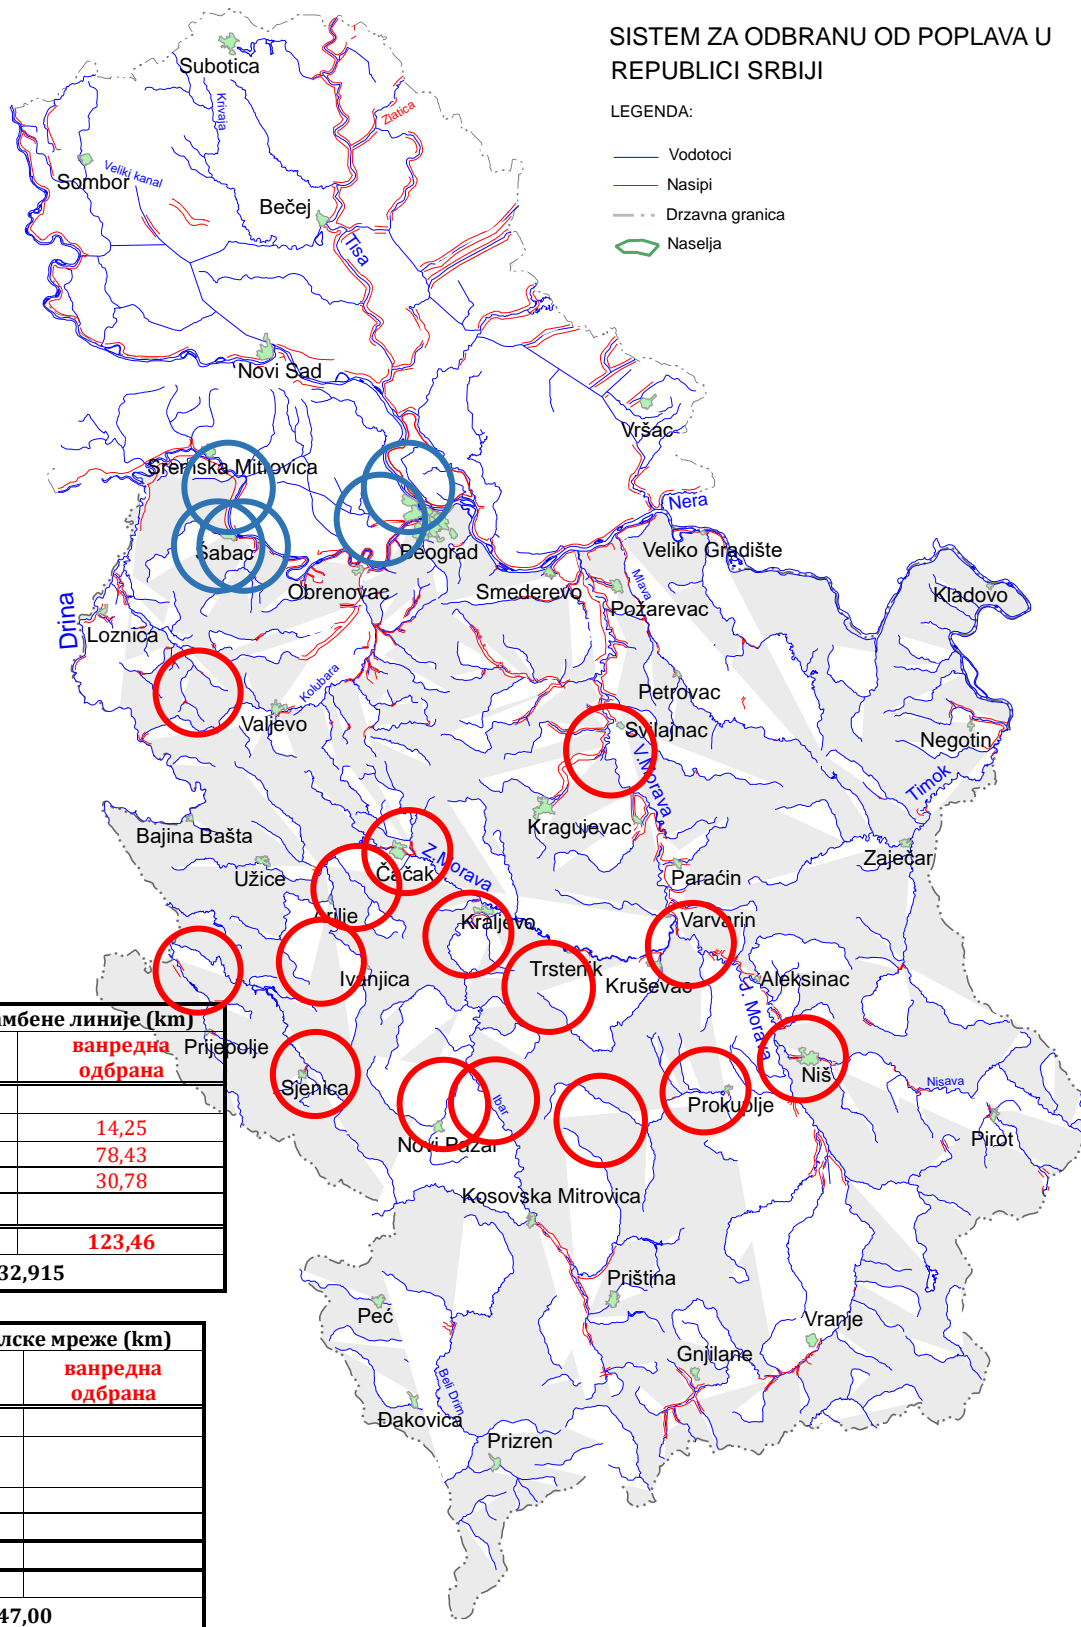 SISTEM ZA ODBRANU OD POPLAVA U
REPUBLICI SRBIJI
LEGENDA:
Vodotoci
Nasipi
Drzavna granica
Naselja
Subotica
Krivaja
Zlatica
Sombor
Veliki kanal
Bečej
Tisa
Novi Sad
Vršac
Sremska Mitrovica
Nera
Šabac
Beograd
Veliko Gradište
Obrenovac
Smederevo
Mlava
Požarevac
Kladovo
Drina
Loznica
Kolubara
Petrovac
Valjevo
Svilajnac
Negotin
V.Morava
Timok
Bajina Bašta
Kragujevac
Zaječar
Užice
Čačak
Z.Morava
Paraćin
Arilje
Kraljevo
Varvarin
Ivanjica
Trstenik
Kruševac
Aleksinac
J. Morava
Prijepolje
Sjenica
Niš
Nisava
Ibar
Prokuplje
Novi Pazar
Pirot
Kosovska Mitrovica
Priština
Peć
Vranje
Gnjilane
Beli Drim
Đakovica
Prizren
мбене линије (km)
ванредна
одбрана
14,25
78,43
30,78
123,46
32,915
лске мреже (km)
ванредна
одбрана
47,00